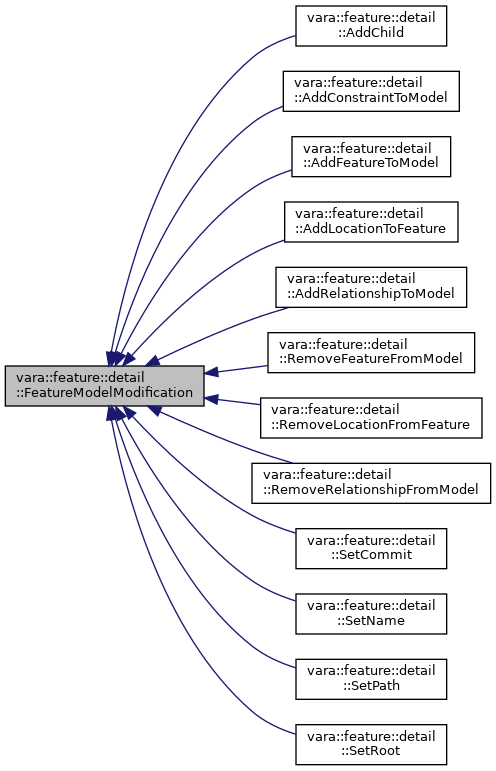 vara::feature::detail
::AddChild
vara::feature::detail
::AddConstraintToModel
vara::feature::detail
::AddFeatureToModel
vara::feature::detail
::AddLocationToFeature
vara::feature::detail
::AddRelationshipToModel
vara::feature::detail
::RemoveFeatureFromModel
vara::feature::detail
::FeatureModelModification
vara::feature::detail
::RemoveLocationFromFeature
vara::feature::detail
::RemoveRelationshipFromModel
vara::feature::detail
::SetCommit
vara::feature::detail
::SetName
vara::feature::detail
::SetPath
vara::feature::detail
::SetRoot